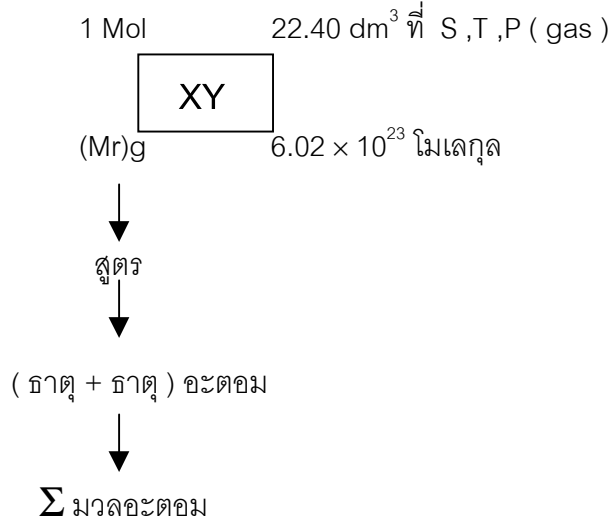 1 Mol 22.40 dm³ ที่ S ,T ,P ( gas )
XY
(Mr)g 6.02 × 10²³ โมเลกุล
สูตร
( ธาตุ + ธาตุ ) อะตอม
Σ มวลอะตอม